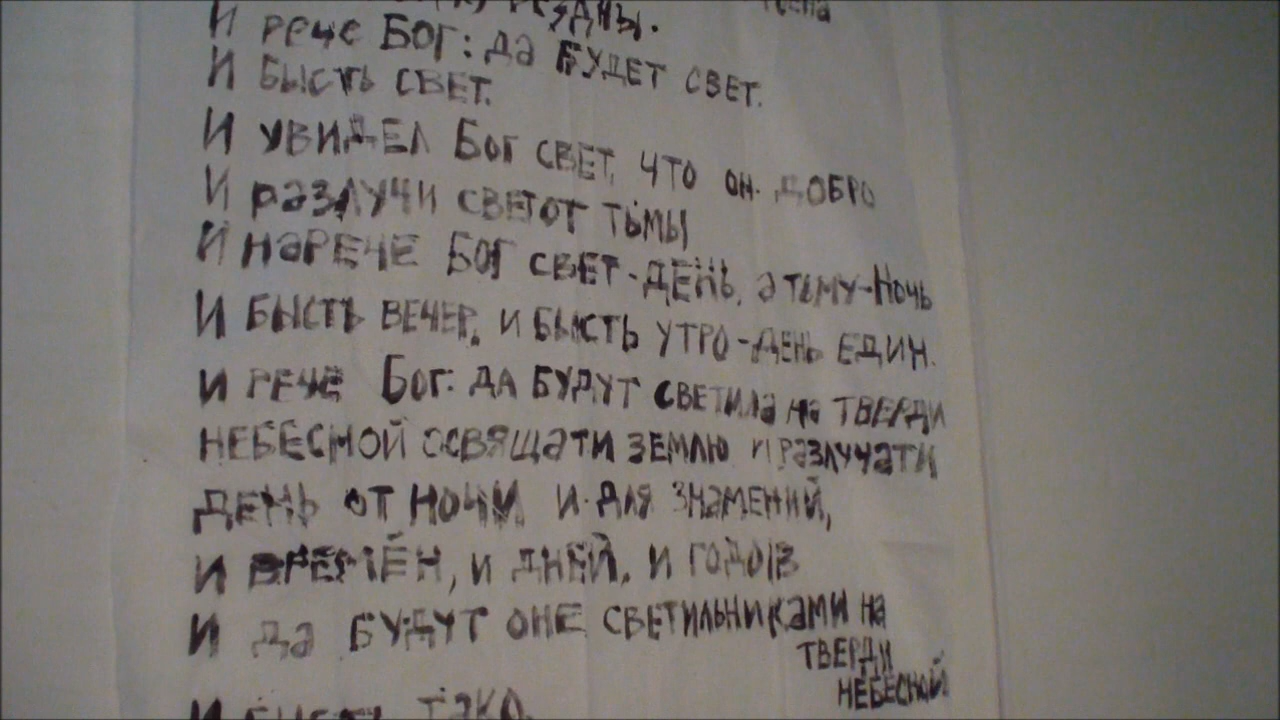 И рече Бог: да БУДЕТ СВЕТ.
И БЫСТЬ СВЕТ.
И УВИДЕЛ БОГ СВЕТ, ЧТО ОН ДОБРО
И разЛУЧИ СВЕТ ОТ ТЬМЫ
И наРЕЧЕ БОГ СВЕТ-ДЕНЬ, а тьму-Ночь
И БЫСТЬ ВЕЧЕР, И БЫСТЬ УТРО-ДЕНЬ ЕДИН.
И РЕЧЕ БОГ: ДА БУДУТ СВЕТИЛа На ТВЕРДИ
НЕБЕСНОЙ ОСВЯЩаТИ ЗЕМЛЮ И РаЗЛУЧаТИ
ДЕНЬ ОТ НОЧИ И ДЛЯ ЗНАМЕНИЙ,
И ВРЕМЁН, И ДНЕЙ, И ГОДОВ
И да БУДУТ ОНЕ СВЕТИЛЬНИКАМИ На
ТВЕРДИ
НЕБЕСНОЙ
И БЫСТЬ ТАКО.